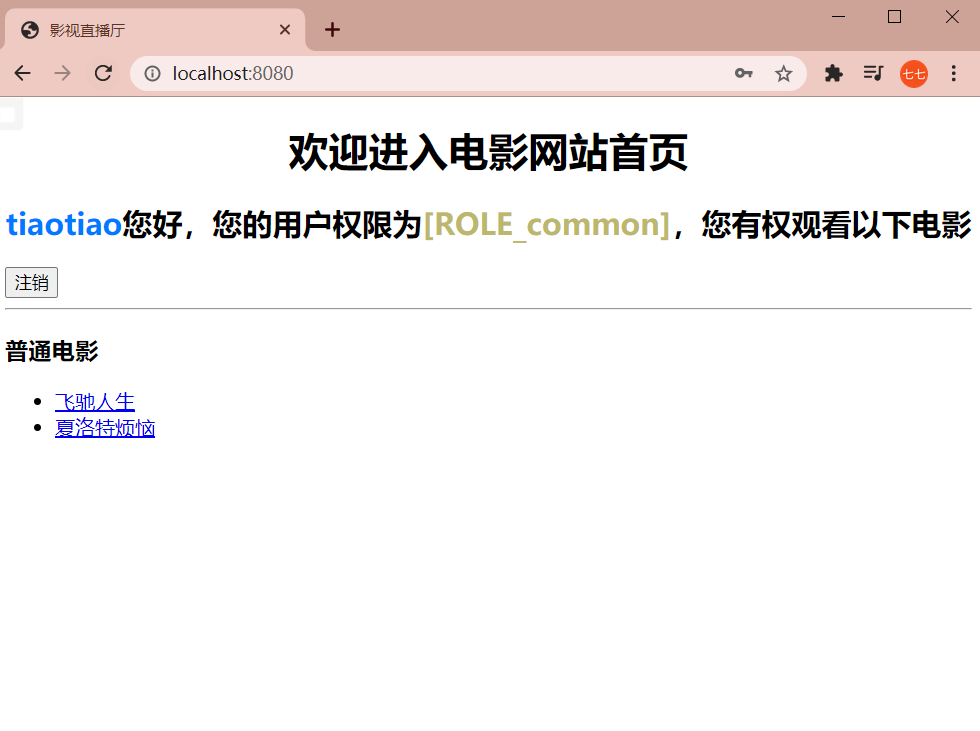 影视直播厅
localhost:8080
七七
欢迎进入电影网站首页
tiaotiao您好，您的用户权限为[ROLE_common]，您有权观看以下电影
注销
普通电影
飞驰人生
夏洛特烦恼